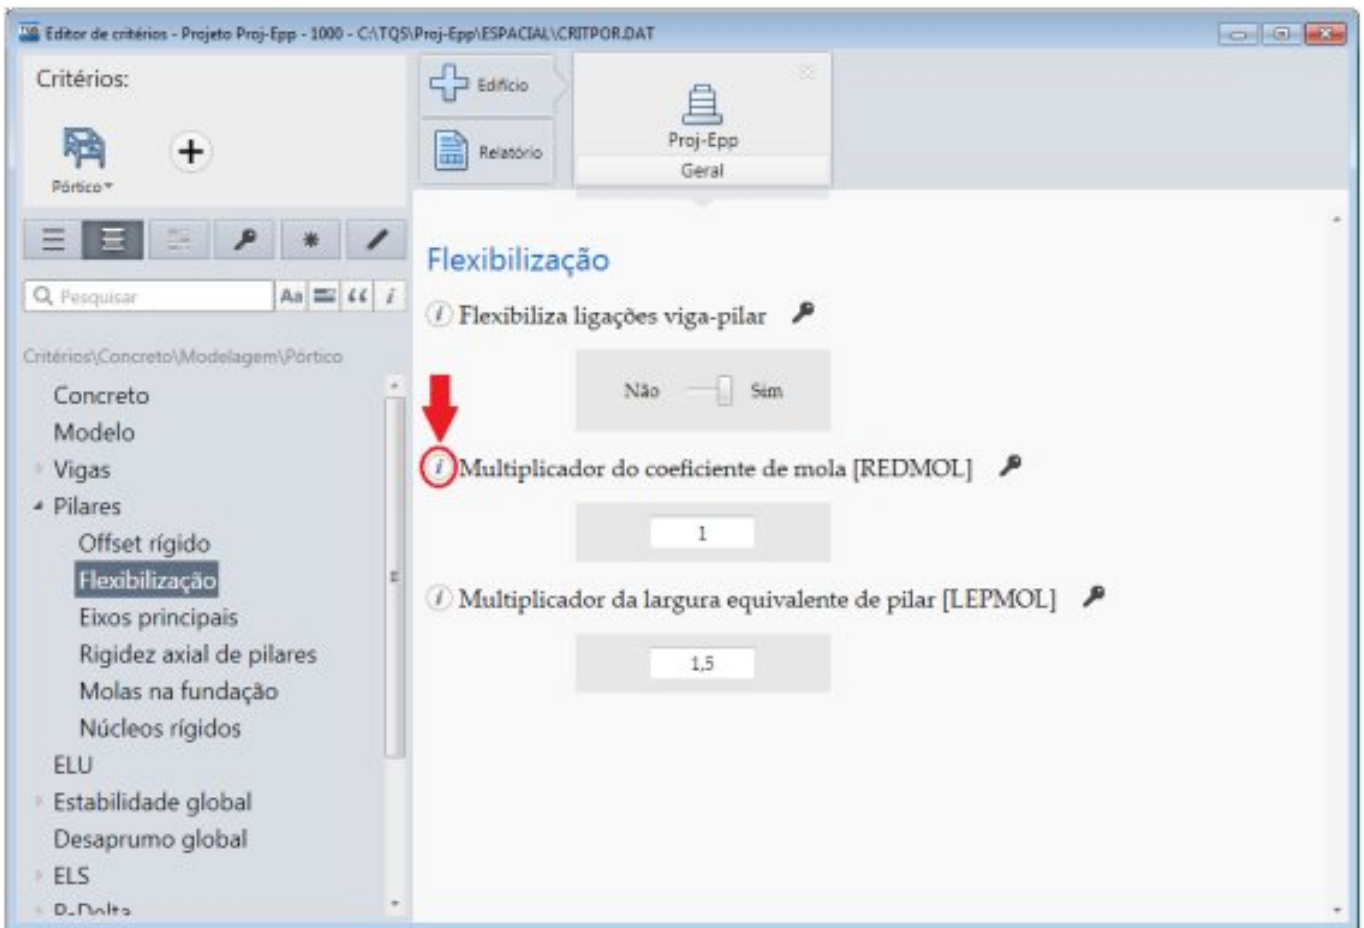 Editor de critérios - Projeto Proj-Epp - 1000 - C:\TQS\Proj-Epp\ESPACIAL\CRITPOR.DAT
Critérios:
Pórtico
Edifício
Relatório
Proj-Epp
Geral
Pesquisar
Aa
Critérios\Concreto\Modelagem\Pórtico
Concreto
Modelo
Vigas
Pilares
Offset rígido
Flexibilização
Eixos principais
Rigidez axial de pilares
Molas na fundação
Núcleos rígidos
ELU
Estabilidade global
Desaprumo global
ELS
P-Delta
Flexibilização
i Flexibiliza ligações viga-pilar
Não Sim
i Multiplicador do coeficiente de mola [REDMOL]
1
i Multiplicador da largura equivalente de pilar [LEPMOL]
1,5